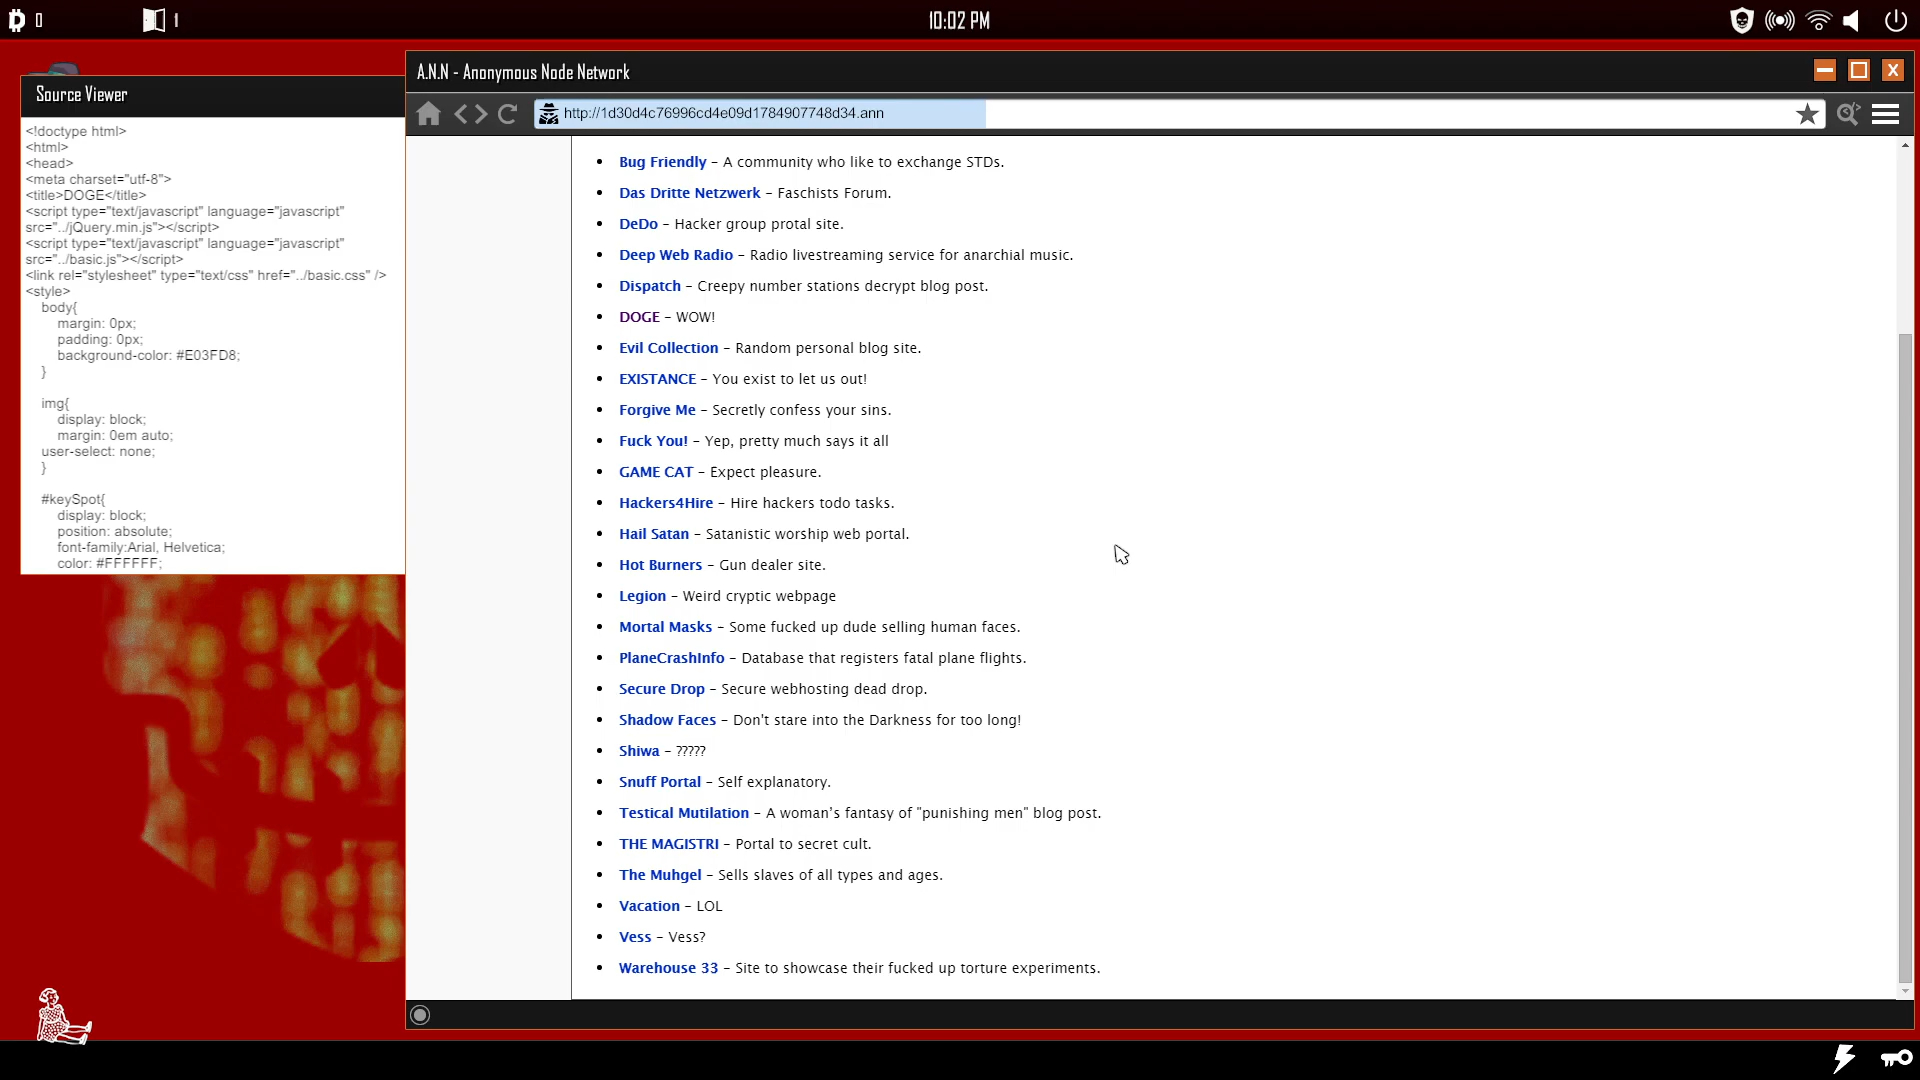 0
1
10:02 PM
Source Viewer
<!doctype html>
<html>
<head>
<meta charset="utf-8">
<title>DOGE</title>
<script type="text/javascript" language="javascript"
src="../jQuery.min.js"></script>
<script type="text/javascript" language="javascript"
src="../basic.js"></script>
<link rel="stylesheet" type="text/css" href="../basic.css" />
<style>
body{
margin: 0px;
padding: 0px;
background-color: #E03FD8;
}
img{
display: block;
margin: 0em auto;
user-select: none;
}
#keySpot{
display: block;
position: absolute;
font-family:Arial, Helvetica;
color: #FFFFFF;
A.N.N - Anonymous Node Network
http://1d30d4c76996cd4e09d1784907748d34.ann
Bug Friendly – A community who like to exchange STDs.
Das Dritte Netzwerk – Faschists Forum.
DeDo – Hacker group protal site.
Deep Web Radio – Radio livestreaming service for anarchial music.
Dispatch – Creepy number stations decrypt blog post.
DOGE – WOW!
Evil Collection – Random personal blog site.
EXISTANCE – You exist to let us out!
Forgive Me – Secretly confess your sins.
Fuck You! – Yep, pretty much says it all
GAME CAT – Expect pleasure.
Hackers4Hire – Hire hackers todo tasks.
Hail Satan – Satanistic worship web portal.
Hot Burners – Gun dealer site.
Legion – Weird cryptic webpage
Mortal Masks – Some fucked up dude selling human faces.
PlaneCrashInfo – Database that registers fatal plane flights.
Secure Drop – Secure webhosting dead drop.
Shadow Faces – Don't stare into the Darkness for too long!
Shiwa – ?????
Snuff Portal – Self explanatory.
Testical Mutilation – A woman's fantasy of "punishing men" blog post.
THE MAGISTRI – Portal to secret cult.
The Muhgel – Sells slaves of all types and ages.
Vacation – LOL
Vess – Vess?
Warehouse 33 – Site to showcase their fucked up torture experiments.